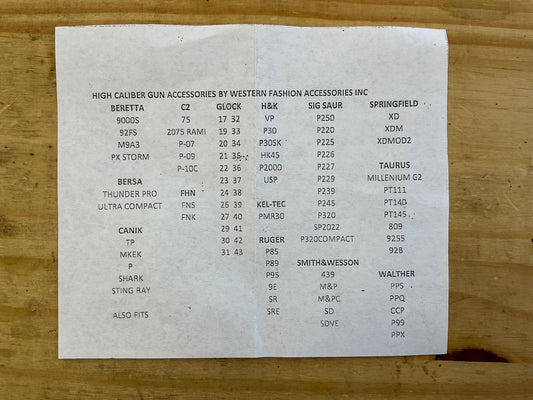 HIGH CALIBER GUN ACCESSORIES BY WESTERN FASHION ACCESSORIES INC
BERETTA C2 GLOCK H&K SIG SAUR SPRINGFIELD
9000S 75 17 32 VP P250 XD
92FS 2075 RAMI 19 33 P30 P220 XDM
M9A3 P-07 20 34 P30SK P225 XDMOD2
PX STORM P-09 21 35 HK45 P226
P-10C 22 36 P2000 P227 TAURUS
BERSA 23 37 USP P229 MILLENIUM G2
THUNDER PRO FHN 24 38 P239 PT111
ULTRA COMPACT FNS 26 39 KEL-TEC P245 PT140
FNK 27 40 PMR30 P320 PT145
CANIK 29 41 SP2022 809
TP 30 42 RUGER P320COMPACT 9255
MKEK 31 43 P85 92B
P P89 SMITH&WESSON
SHARK P95 439 WALTHER
STING RAY 9E M&P PPS
SR M&PC PPQ
ALSO FITS SRE SD CCP
SDVE P99
PPX